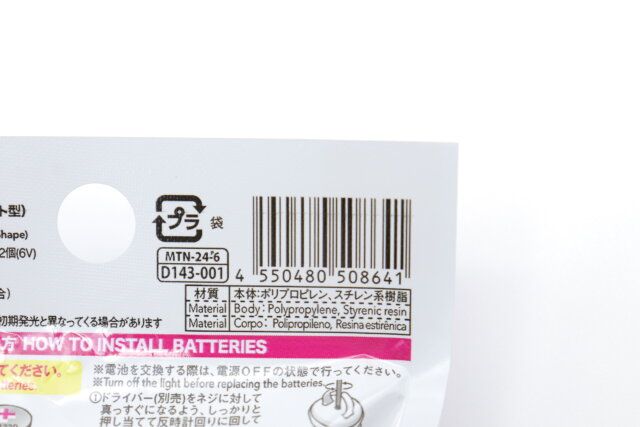 ト型)
Shape)
2個(6V)
合)
初期発光と異なってくる場合があります
プラ 袋
MTN-24-6
D143-001
4 550480 508641
材質 本体:ポリプロピレン、スチレン系樹脂
Material Body: Polypropylene, Styrenic resin
Material Corpo: Polipropileno, Resina estirênica
方 HOW TO INSTALL BATTERIES
てください。
atteries.
※電池を交換する際は、電源OFFの状態で行ってください。
※Turn off the light before replacing the batteries.
①ドライバー(別売)をネジに対して
真っすぐになるよう、しっかりと
押し当てて反時計回りに回して